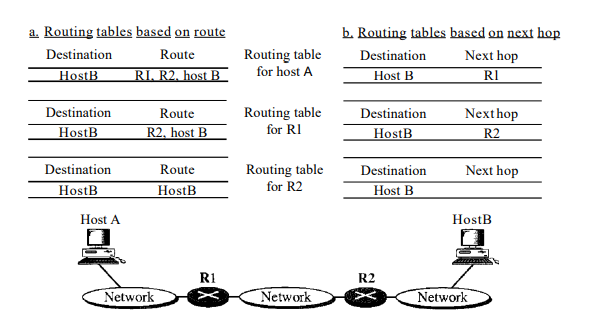 a. Routing tables based on route
b. Routing tables based on next hop
Destination Route
HostB R1, R2, host B
Routing table
for host A
Destination Next hop
Host B R1
Destination Route
HostB R2, host B
Routing table
for R1
Destination Next hop
HostB R2
Destination Route
HostB HostB
Routing table
for R2
Destination Next hop
Host B
Host A
HostB
R1
R2
Network
Network
Network